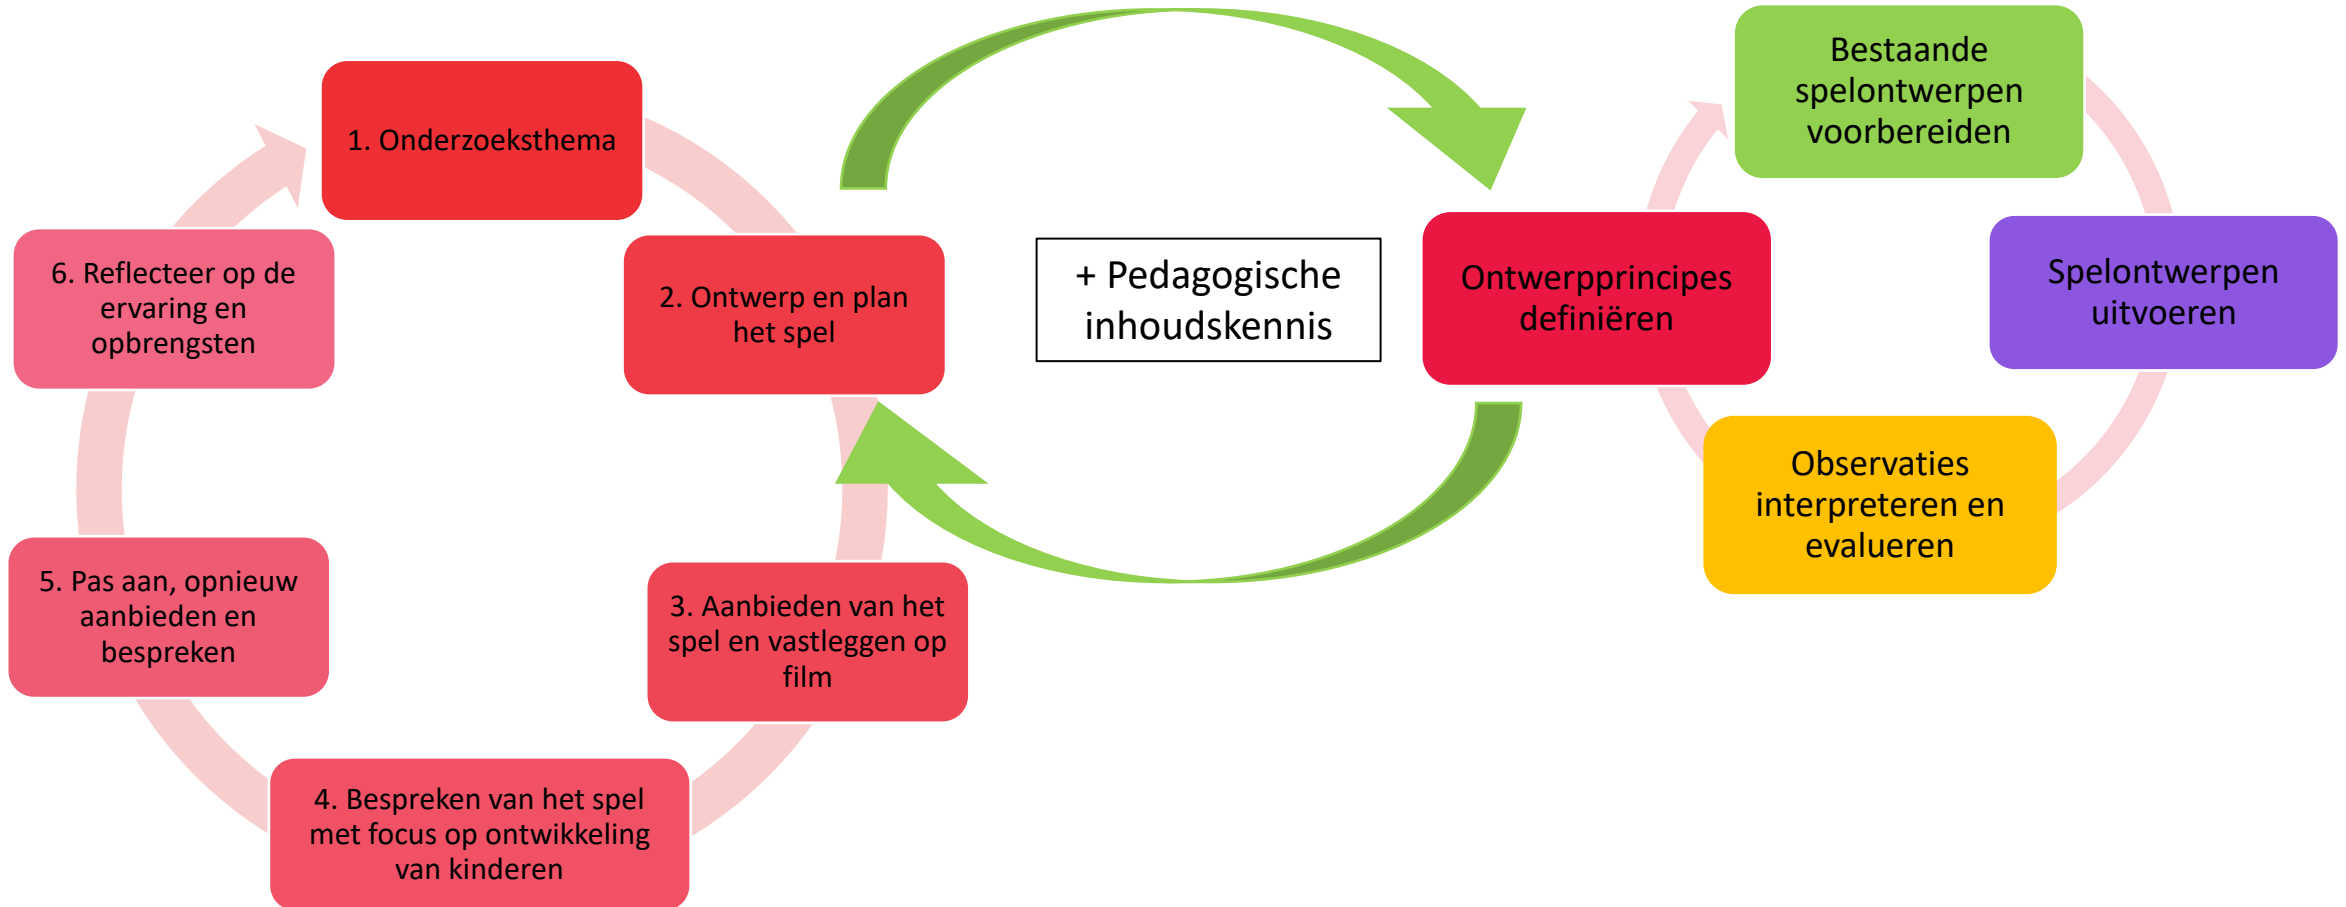 1. Onderzoeksthema
2. Ontwerp en plan
het spel
3. Aanbieden van het
spel en vastleggen op
film
4. Bespreken van het spel
met focus op ontwikkeling
van kinderen
5. Pas aan, opnieuw
aanbieden en
bespreken
6. Reflecteer op de
ervaring en
opbrengsten
+ Pedagogische
inhoudskennis
Bestaande
spelontwerpen
voorbereiden
Spelontwerpen
uitvoeren
Observaties
interpreteren en
evalueren
Ontwerpprincipes
definiëren